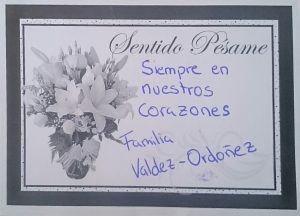 Sentido Pésame
Siempre en
nuestros
corazones
Familia
Valdez-Ordoñez